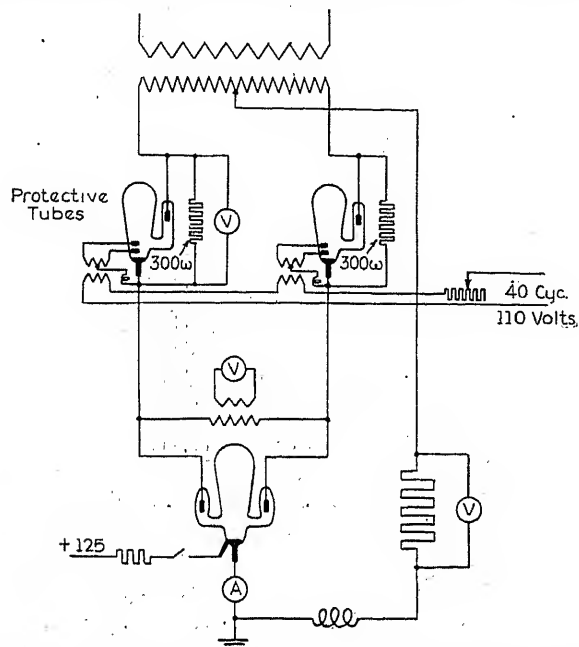 Protective
Tubes
V
300ω
300ω
40 Cyc.
110 Volts
V
V
+125
A